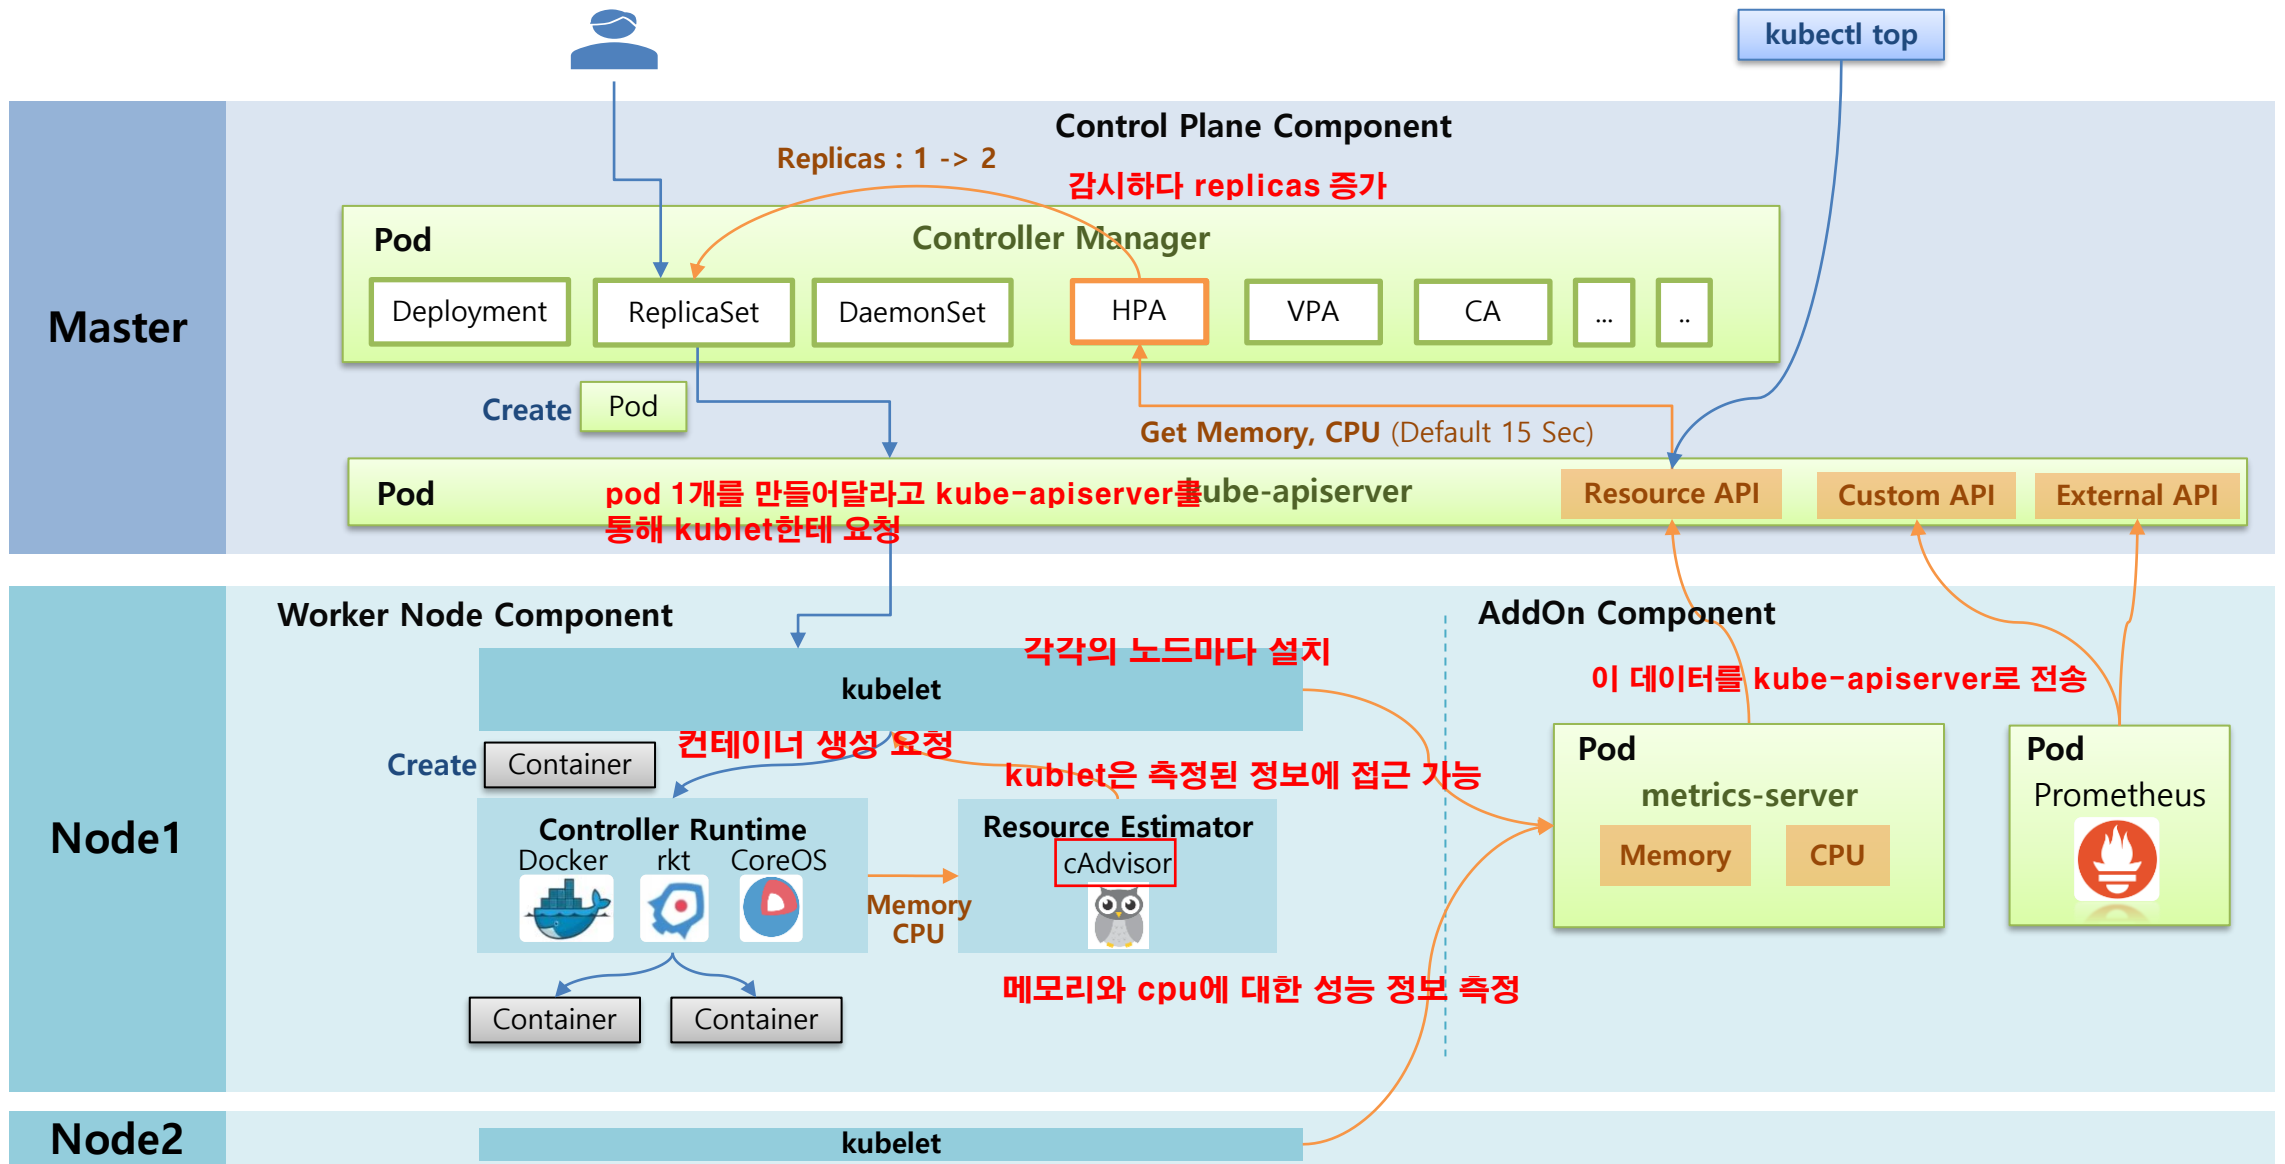 kubectl top
Control Plane Component
Replicas : 1 -> 2
감시하다 replicas 증가
Master
Pod
Controller Manager
Deployment
ReplicaSet
DaemonSet
HPA
VPA
CA
...
..
Create
Pod
Get Memory, CPU (Default 15 Sec)
Pod
kube-apiserver
pod 1개를 만들어달라고 kube-apiserver를
통해 kublet한테 요청
Resource API
Custom API
External API
Node1
Worker Node Component
AddOn Component
각각의 노드마다 설치
kubelet
이 데이터를 kube-apiserver로 전송
컨테이너 생성 요청
Create
Container
kublet은 측정된 정보에 접근 가능
Controller Runtime
Docker
rkt
CoreOS
Memory
CPU
Resource Estimator
cAdvisor
메모리와 cpu에 대한 성능 정보 측정
Container
Container
Pod
metrics-server
Memory
CPU
Pod
Prometheus
Node2
kubelet